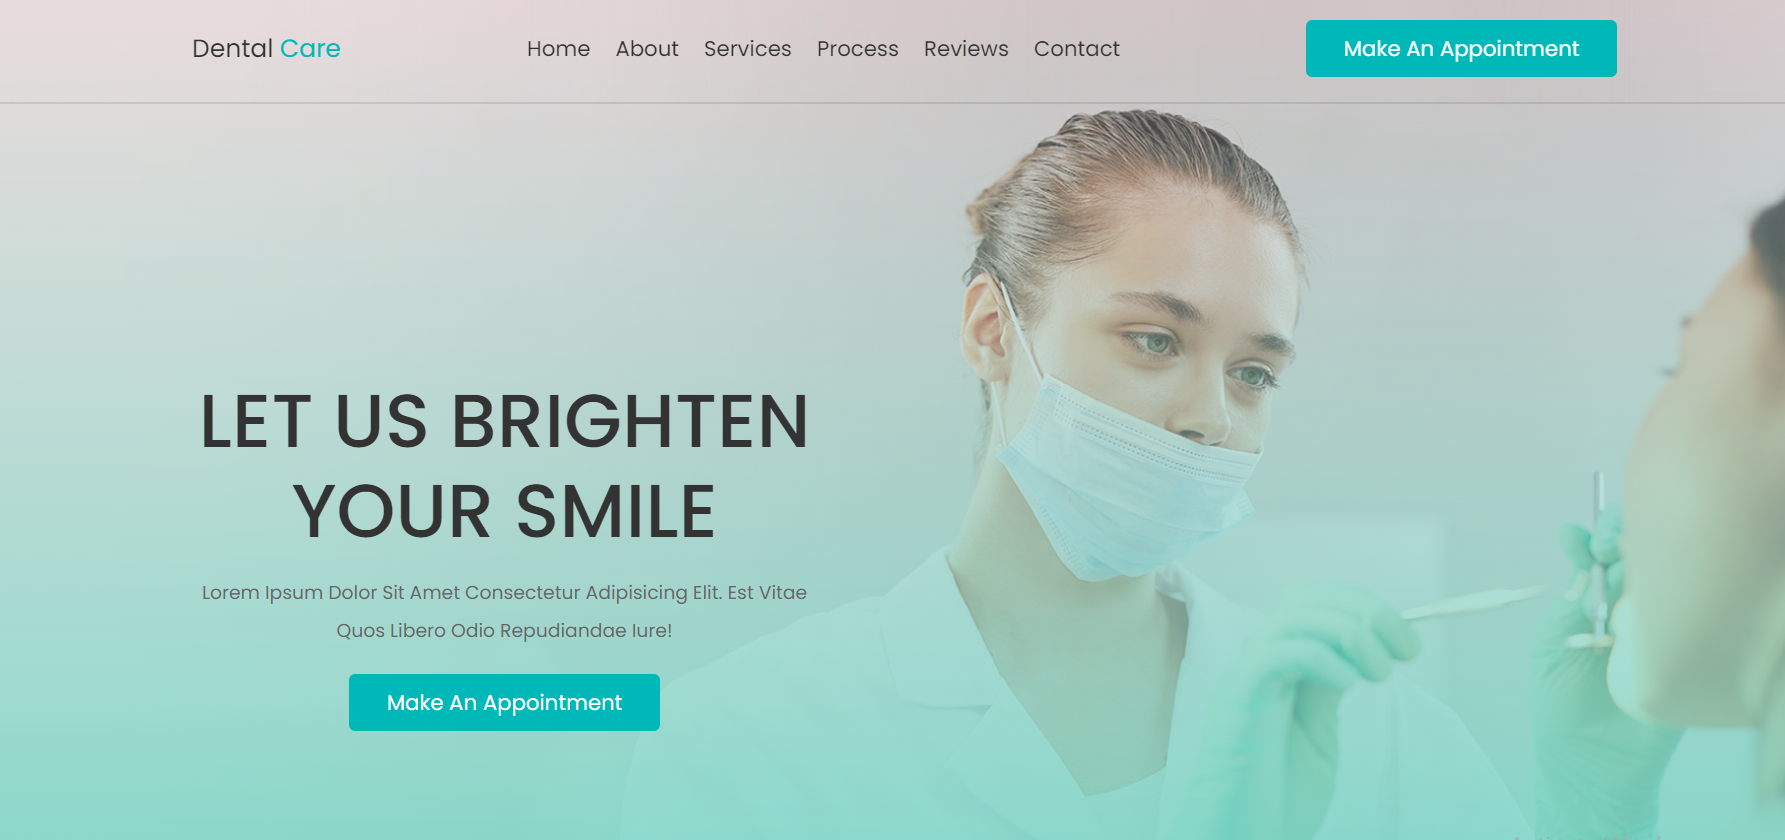 Dental Care
Home About Services Process Reviews Contact
Make An Appointment
LET US BRIGHTEN
YOUR SMILE
Lorem Ipsum Dolor Sit Amet Consectetur Adipisicing Elit. Est Vitae
Quos Libero Odio Repudiandae Iure!
Make An Appointment